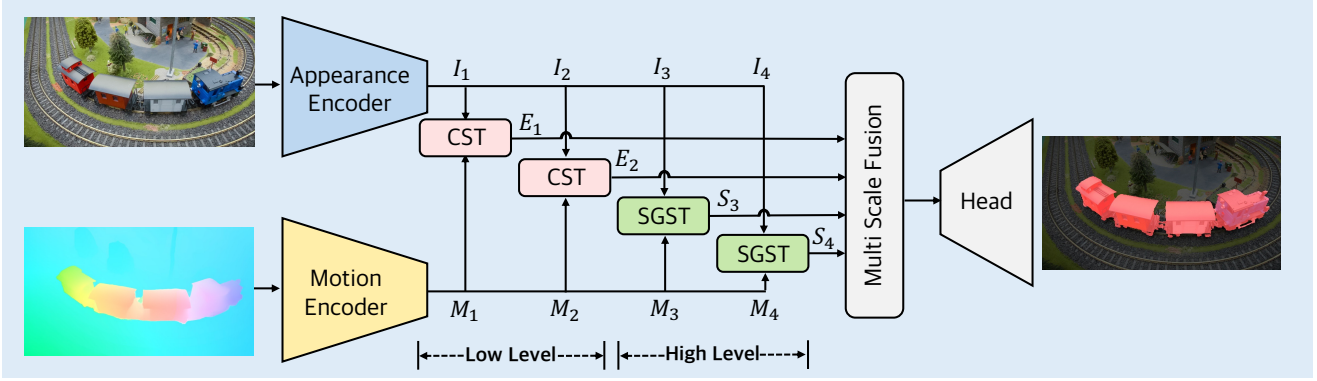 Appearance
Encoder
I₁ I₂ I₃ I₄
CST
E₁
CST
E₂
SGST
S₃
SGST
S₄
Multi Scale Fusion
Head
Motion
Encoder
M₁ M₂ M₃ M₄
Low Level
High Level